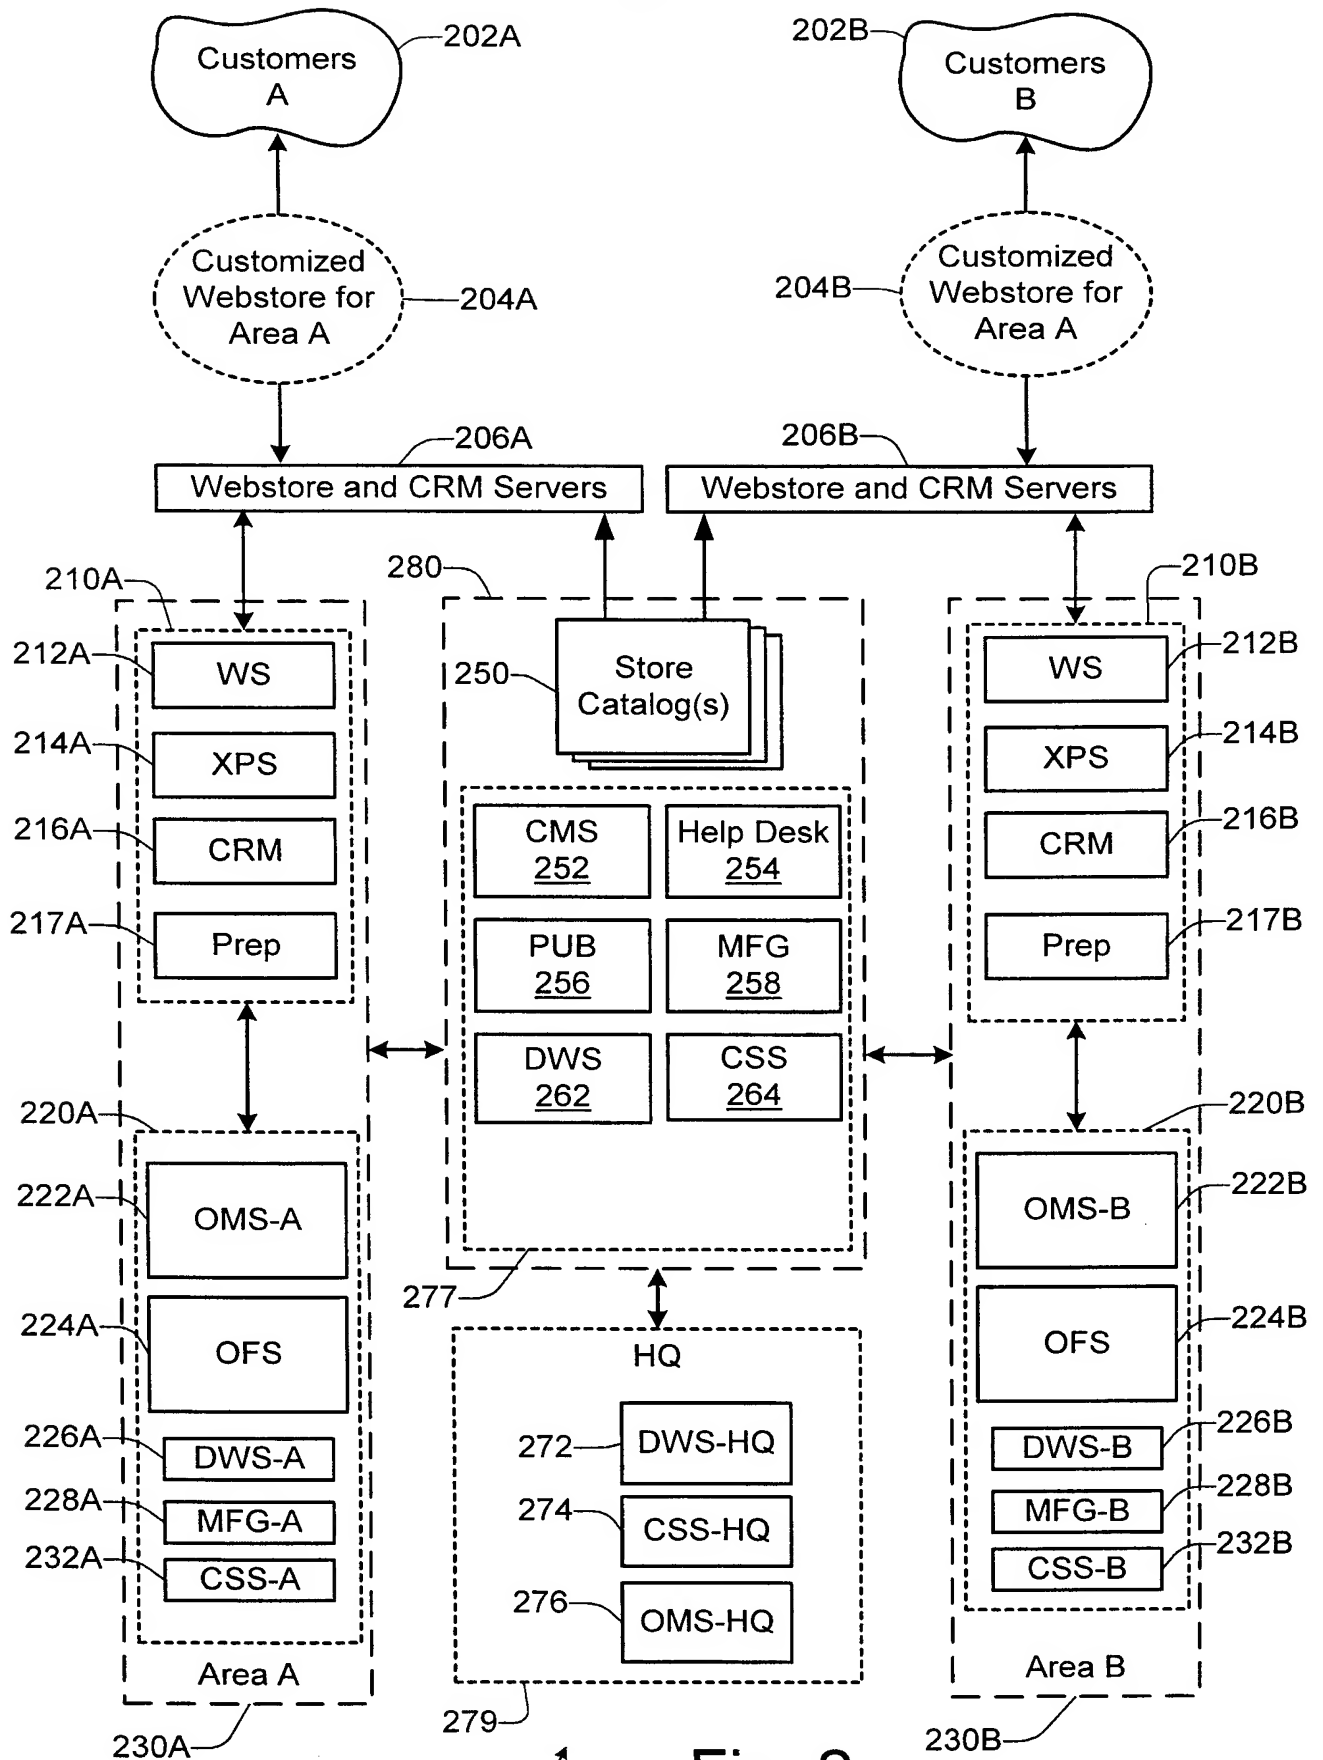 202A
Customers
A
202B
Customers
B
Customized
Webstore for
Area A
204A
204B
Customized
Webstore for
Area A
206A
206B
Webstore and CRM Servers
Webstore and CRM Servers
210A
212A
WS
214A
XPS
216A
CRM
217A
Prep
220A
222A
OMS-A
224A
OFS
226A
DWS-A
228A
MFG-A
232A
CSS-A
Area A
230A
280
250
Store
Catalog(s)
CMS
252
Help Desk
254
PUB
256
MFG
258
DWS
262
CSS
264
277
HQ
272
DWS-HQ
274
CSS-HQ
276
OMS-HQ
279
210B
WS
212B
XPS
214B
CRM
216B
Prep
217B
220B
OMS-B
222B
OFS
224B
DWS-B
226B
MFG-B
228B
CSS-B
232B
Area B
230B